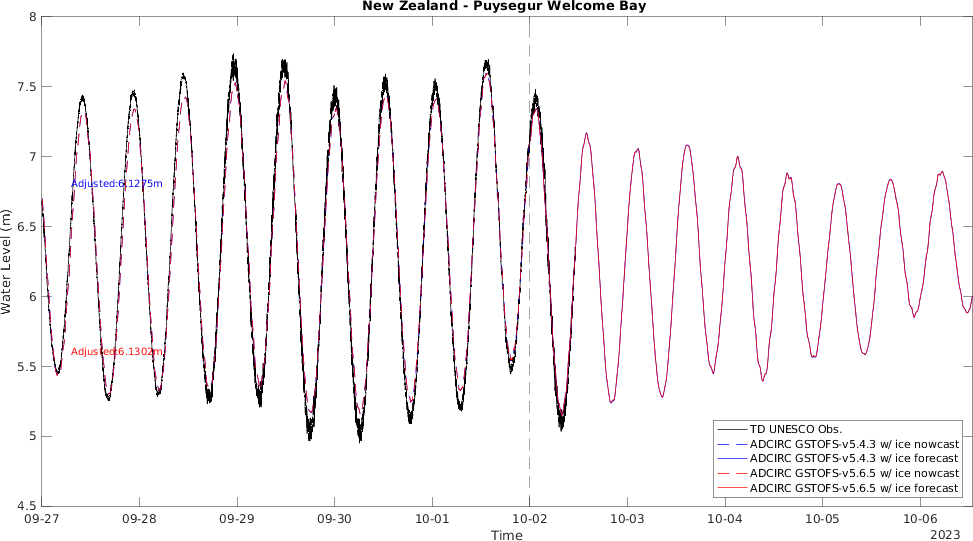 New Zealand - Puysegur Welcome Bay
8
7.5
7
6.5
6
5.5
5
4.5
Water Level (m)
Adjusted:6.1275m
Adjusted:6.1302m
TD UNESCO Obs.
ADCIRC GSTOFS-v5.4.3 w/ ice nowcast
ADCIRC GSTOFS-v5.4.3 w/ ice forecast
ADCIRC GSTOFS-v5.6.5 w/ ice nowcast
ADCIRC GSTOFS-v5.6.5 w/ ice forecast
09-27 09-28 09-29 09-30 10-01 10-02 10-03 10-04 10-05 10-06
Time
2023